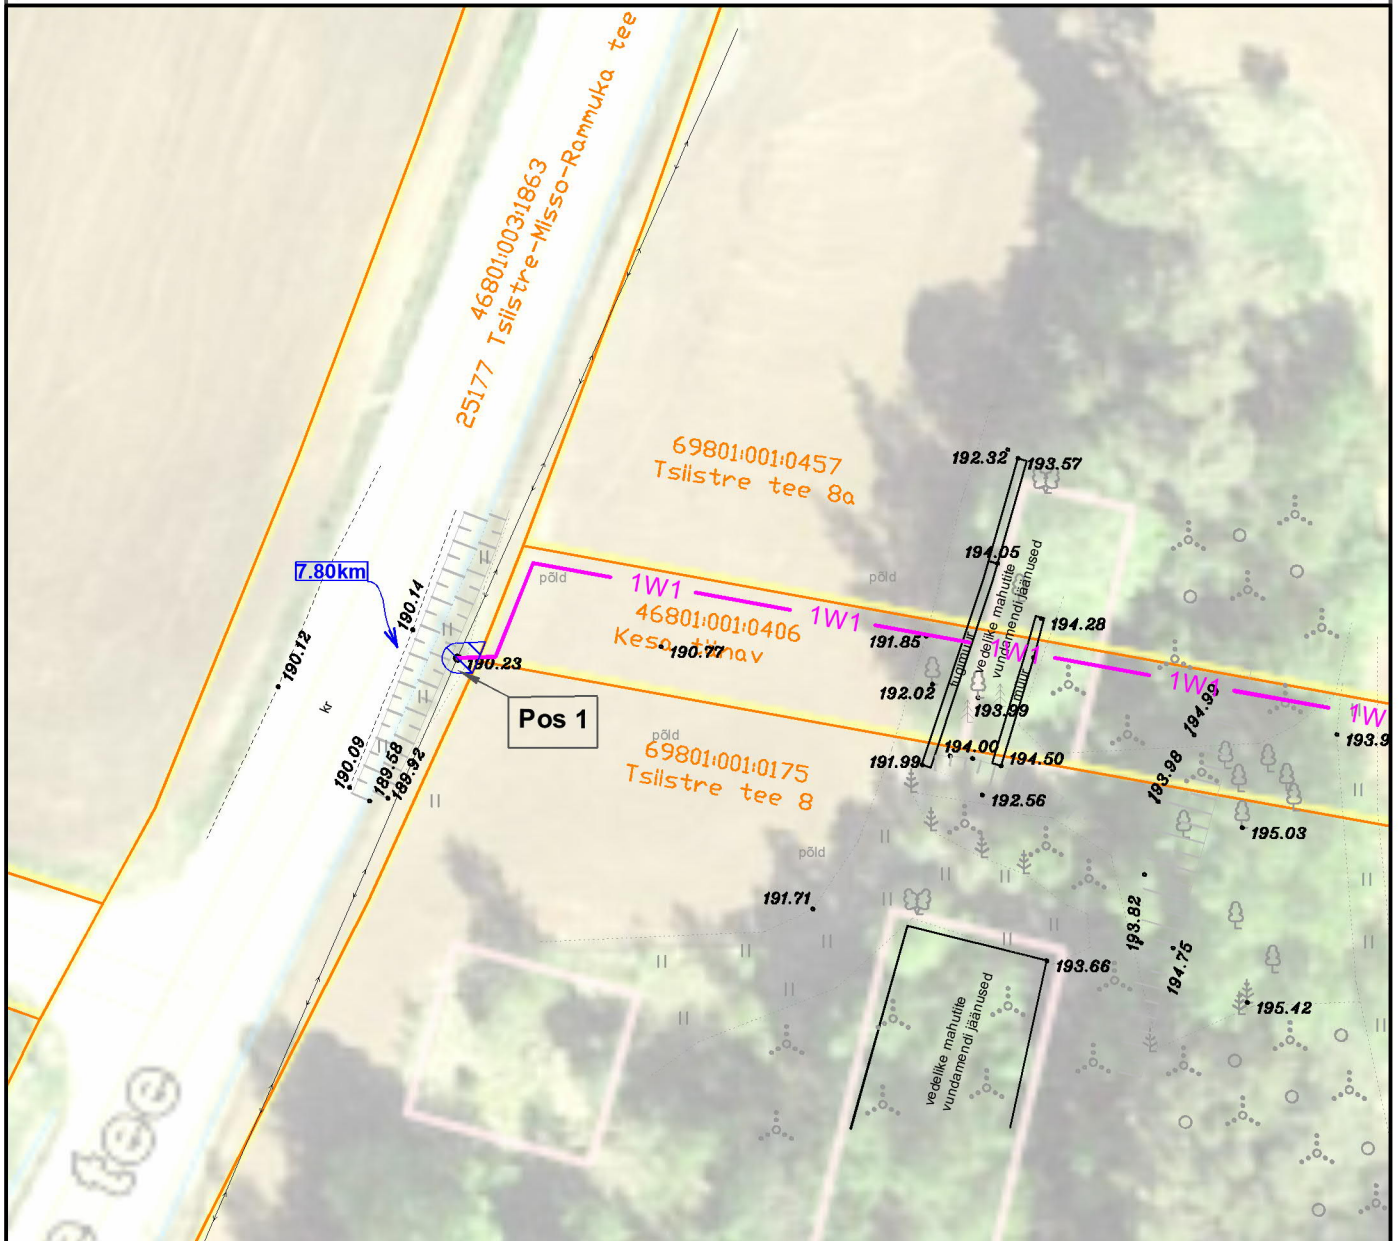 46801:003:1863
25177 Tsiistre-Misso-Rammuka tee
69801:001:0457
Tsiistre tee 8a
192.32
193.57
194.05
7.80km
190.14
põld
põld
1W1
1W1
1W1
1W1
1W
46801:001:0406
Kesa tänav
190.77
191.85
194.28
tugimüür
vedelike mahutite
vundamendi jäänused
müür
190.12
190.23
kr
Pos 1
192.02
193.99
194.99
193.9
põld
69801:001:0175
Tsiistre tee 8
194.00
191.99
194.50
193.98
190.09
189.58
189.92
192.56
195.03
põld
191.71
193.82
194.75
193.66
195.42
vedelike mahutite
vundamendi jäänused
tee